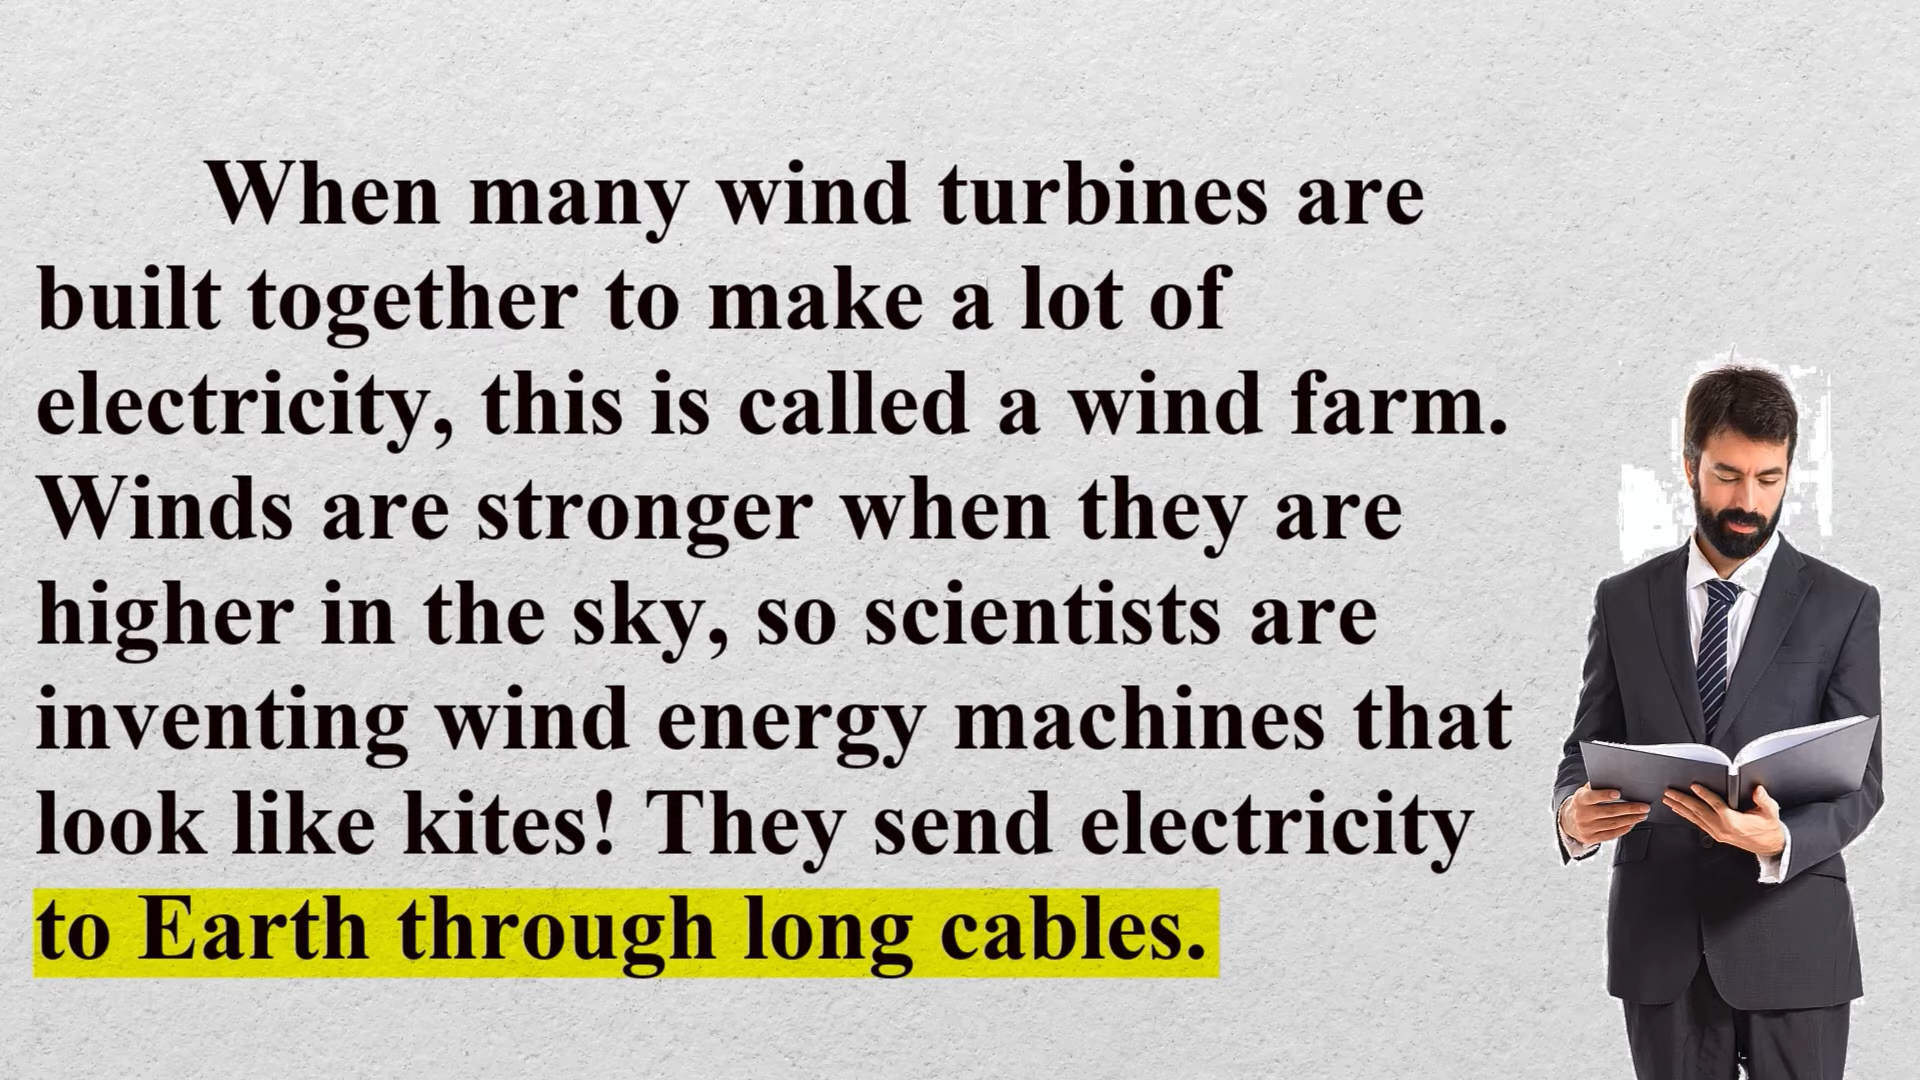 When many wind turbines are
built together to make a lot of
electricity, this is called a wind farm.
Winds are stronger when they are
higher in the sky, so scientists are
inventing wind energy machines that
look like kites! They send electricity
to Earth through long cables.